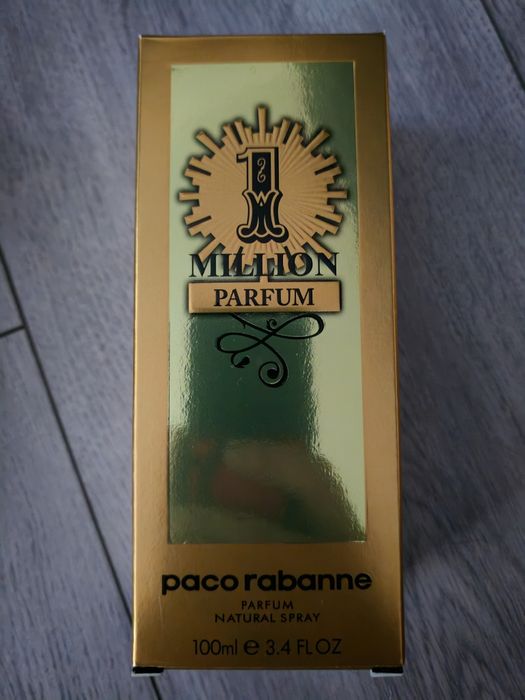 1
MILLION
PARFUM
paco rabanne
PARFUM
NATURAL SPRAY
100ml e 3.4 FL OZ